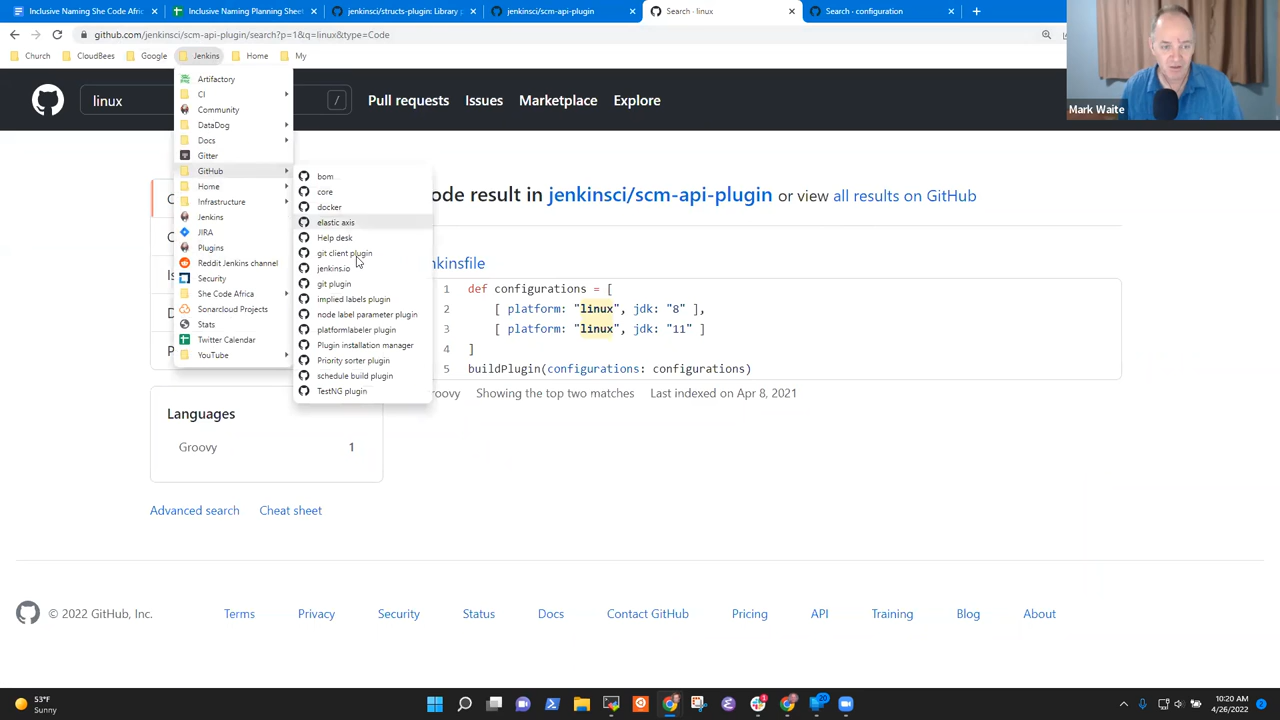 Inclusive Naming She Code Afric
Inclusive Naming Planning Sheet
jenkinsci/structs-plugin: Library p
jenkinsci/scm-api-plugin
Search · linux
Search · configuration
github.com/jenkinsci/scm-api-plugin/search?p=1&q=linux&type=Code
Church
CloudBees
Google
Jenkins
Home
My
linux
/
Pull requests
Issues
Marketplace
Explore
Mark Waite
Artifactory
CI
Community
DataDog
Docs
Gitter
GitHub
Home
Infrastructure
Jenkins
JIRA
Plugins
Reddit Jenkins channel
Security
She Code Africa
Sonarcloud Projects
Stats
Twitter Calendar
YouTube
bom
core
docker
elastic axis
Help desk
git client plugin
jenkins.io
git plugin
implied labels plugin
node label parameter plugin
platformlabeler plugin
Plugin installation manager
Priority sorter plugin
schedule build plugin
TestNG plugin
ode result in jenkinsci/scm-api-plugin or view all results on GitHub
nkinsfile
1 def configurations = [
2 [ platform: "linux", jdk: "8" ],
3 [ platform: "linux", jdk: "11" ]
4 ]
5 buildPlugin(configurations: configurations)
oovy Showing the top two matches Last indexed on Apr 8, 2021
Languages
Groovy 1
Advanced search Cheat sheet
© 2022 GitHub, Inc.
Terms
Privacy
Security
Status
Docs
Contact GitHub
Pricing
API
Training
Blog
About
53°F
Sunny
20
10:20 AM
4/26/2022